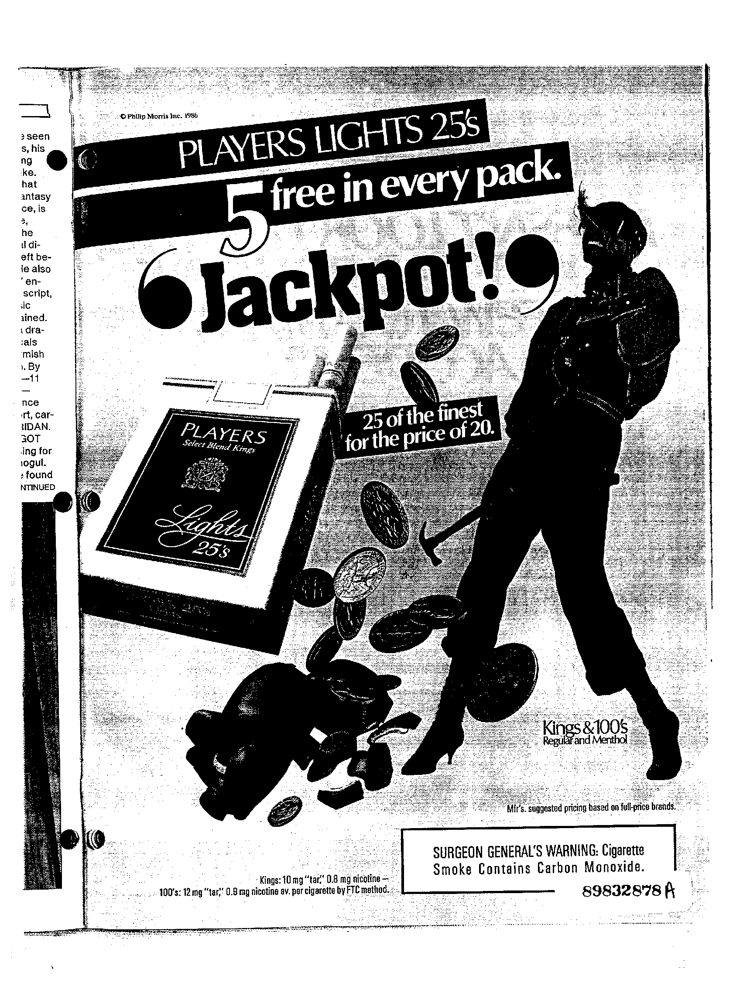 e seen
s, his
ng
ke.
hat
antasy
ce, is
he
l di-
eft be-
le also
' en-
script,
ic
ained.
dra-
als
mish
. By
—11
—
nce
rt, car-
IDAN.
GOT
ing for
ogul.
found
NTINUED
© Philip Morris Inc. 1986
PLAYERS LIGHTS 25's
5 free in every pack.
‘Jackpot!’
25 of the finest
for the price of 20.
PLAYERS
Select Blend Kings
Lights
25's
Kings & 100's
Regular and Menthol
Mfr's. suggested pricing based on full-price brands.
SURGEON GENERAL'S WARNING: Cigarette
Smoke Contains Carbon Monoxide.
Kings: 10 mg "tar," 0.8 mg nicotine —
100's: 12 mg "tar," 0.9 mg nicotine av. per cigarette by FTC method.
89832878 A